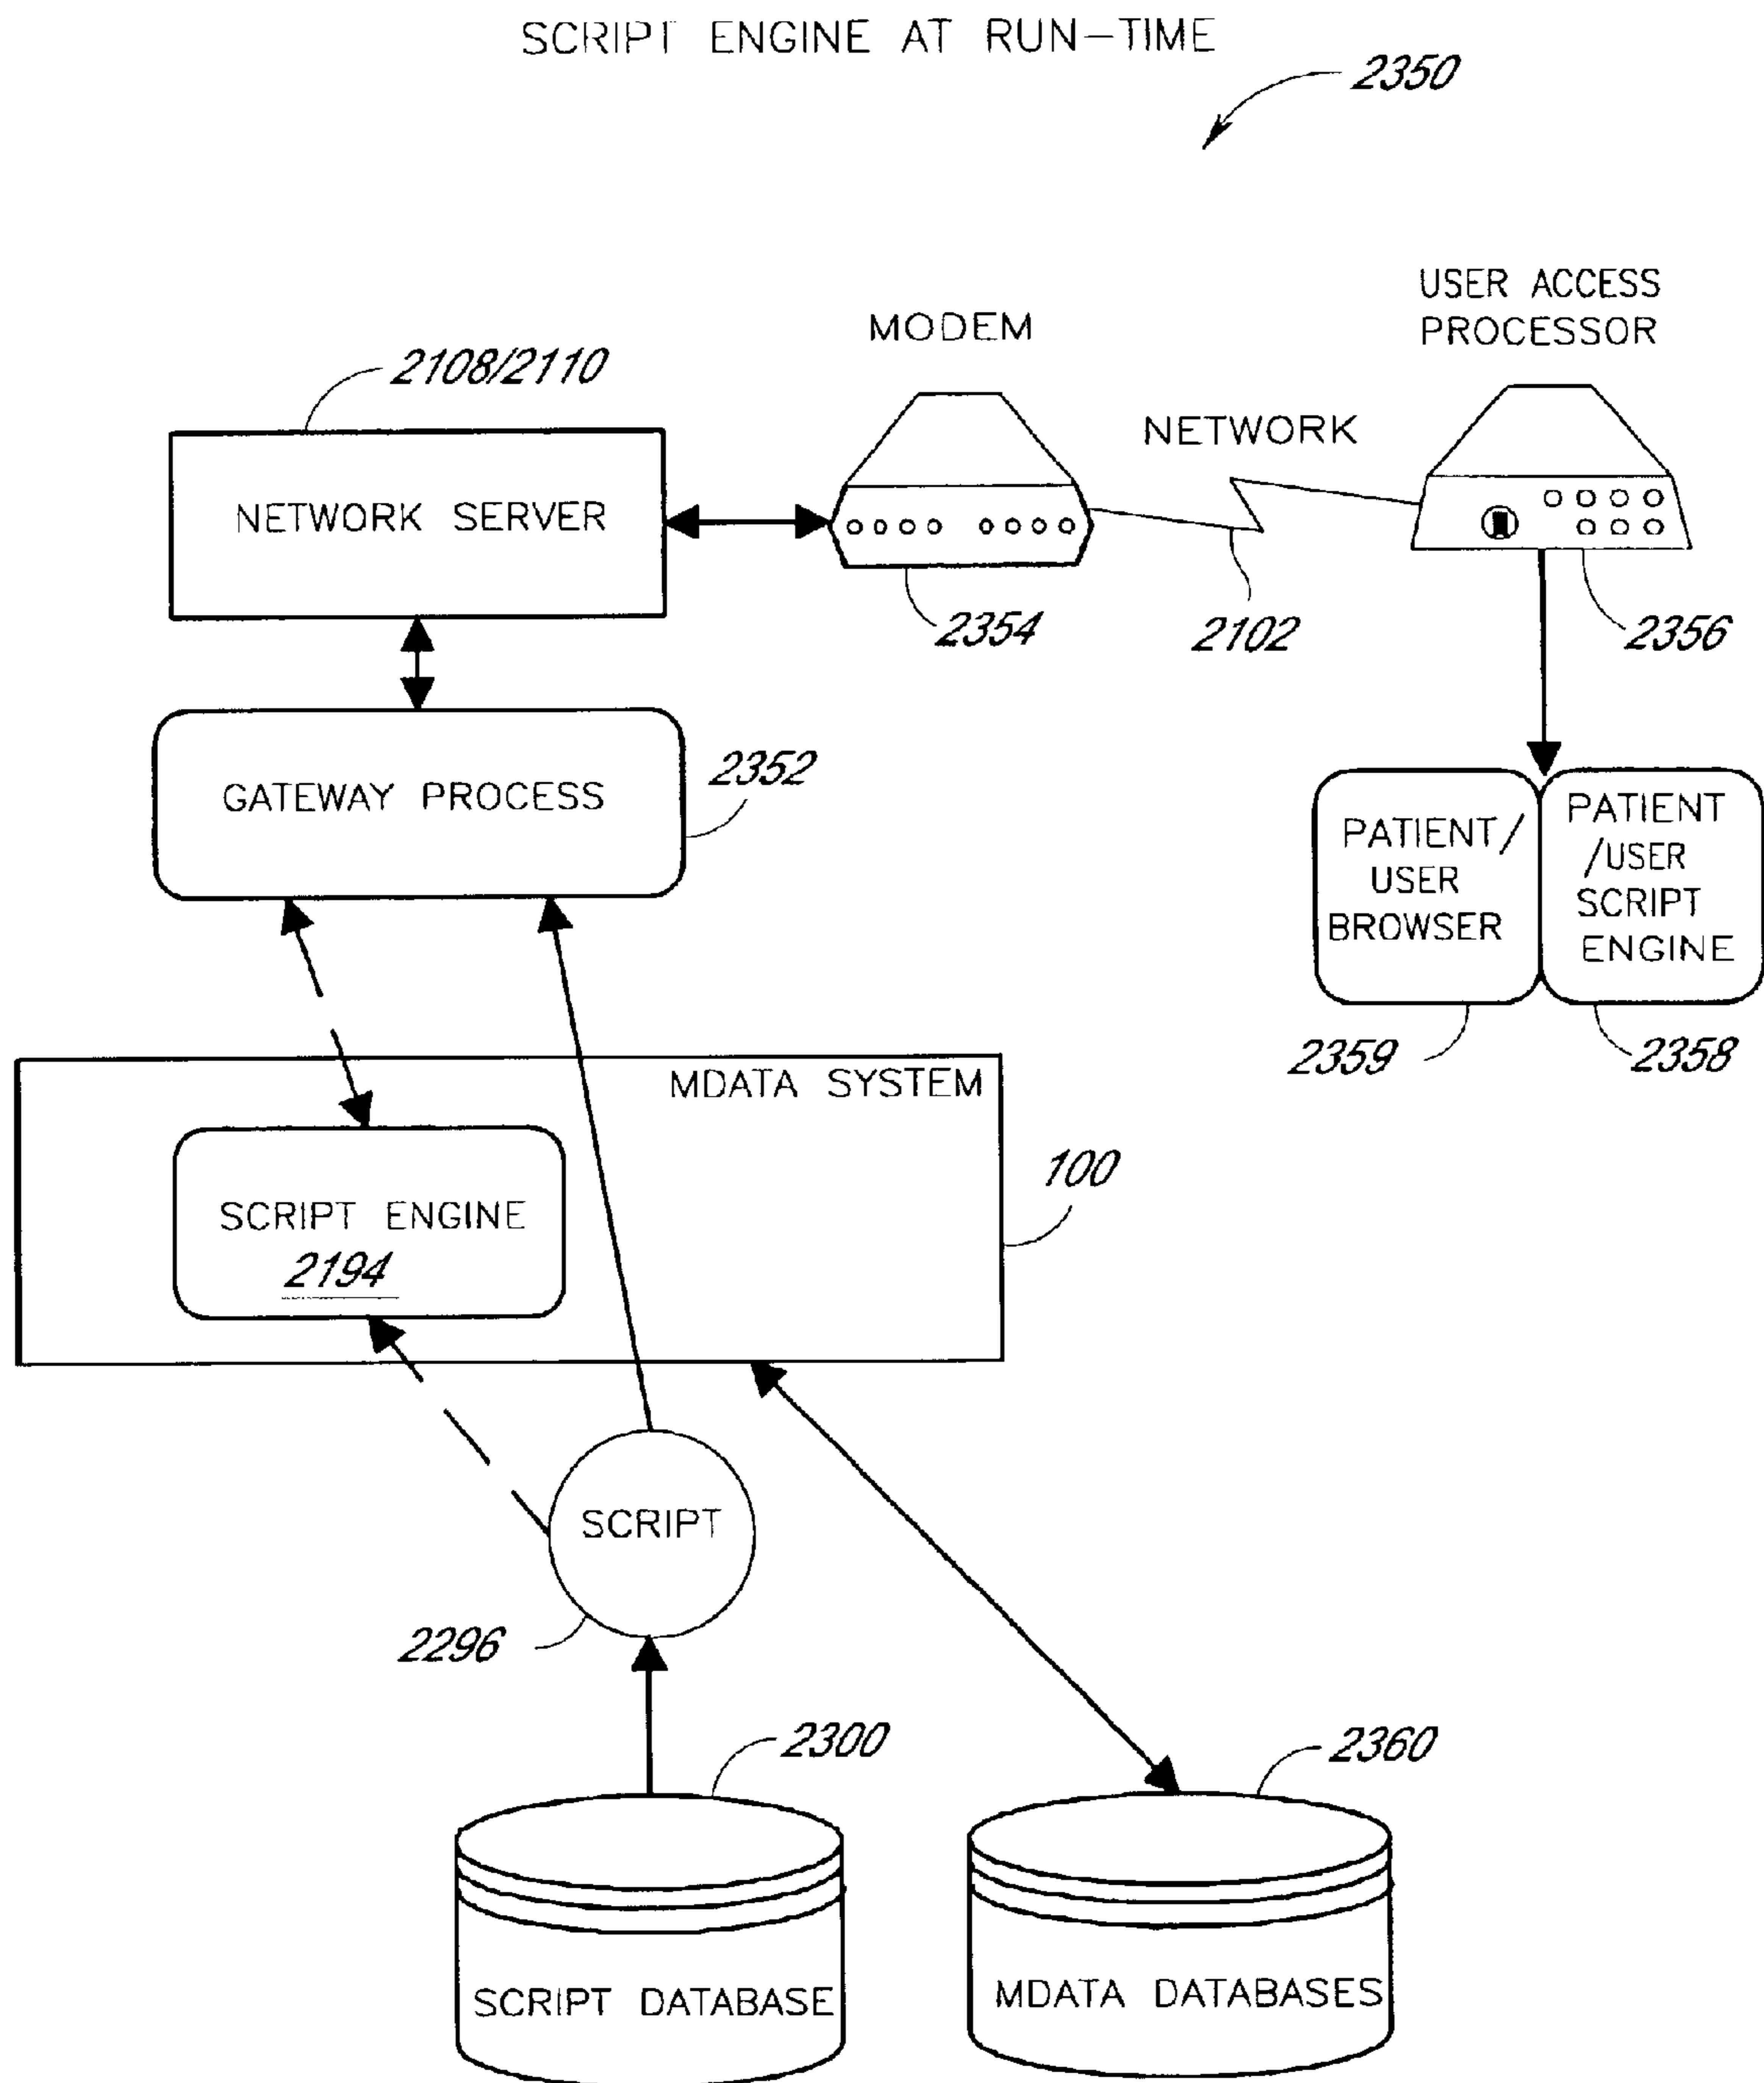 SCRIPT ENGINE AT RUN-TIME
2350
USER ACCESS
PROCESSOR
MODEM
2108/2110
NETWORK
NETWORK SERVER
2354
2102
2356
GATEWAY PROCESS
2352
PATIENT/
USER
BROWSER
PATIENT
/USER
SCRIPT
ENGINE
2359
2358
MDATA SYSTEM
100
SCRIPT ENGINE
2194
SCRIPT
2296
2300
2360
SCRIPT DATABASE
MDATA DATABASES